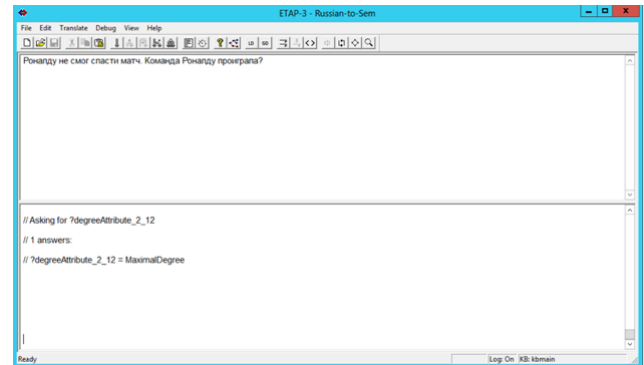 ETAP-3 - Russian-to-Sem
File Edit Translate Debug View Help
Роналду не смог спасти матч. Команда Роналду проиграла?
// Asking for ?degreeAttribute_2_12
// 1 answers:
// ?degreeAttribute_2_12 = MaximalDegree
Ready Log: On KB: kbmain